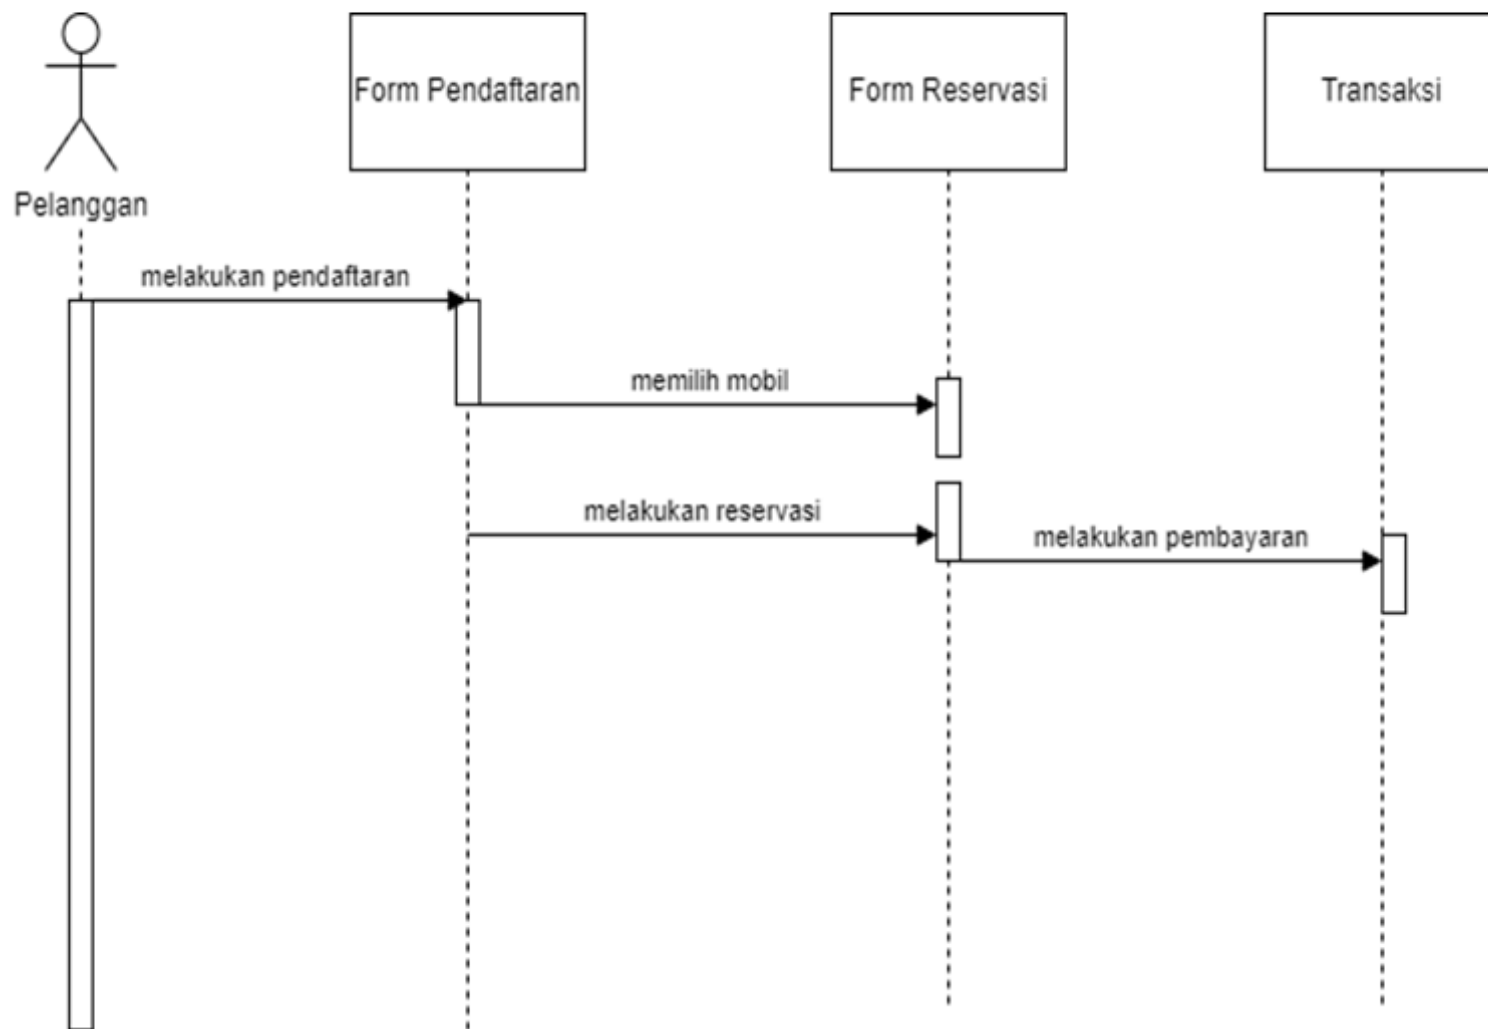 Form Pendaftaran
Form Reservasi
Transaksi
Pelanggan
melakukan pendaftaran
memilih mobil
melakukan reservasi
melakukan pembayaran